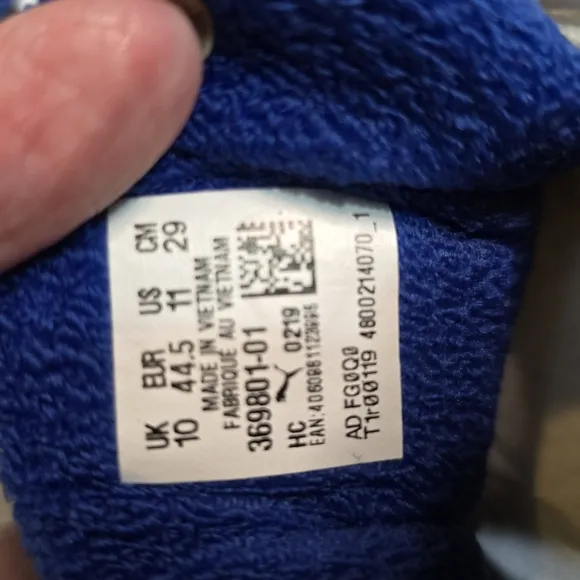 UK EUR US CM
10 44.5 11 29
MADE IN VIETNAM
FABRIQUE AU VIETNAM
369801-01
HC 0219
EAN:
AD FG0Q0
T1r00119 4800214070_1